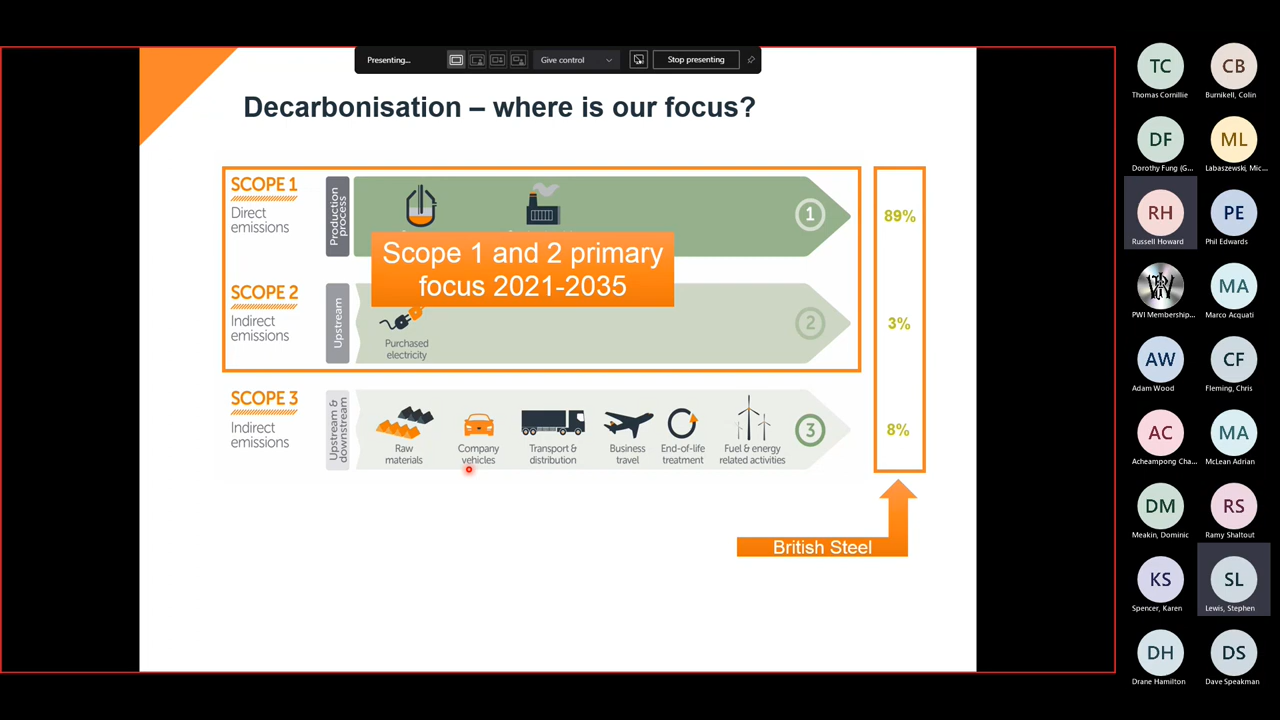 Presenting...
Give control
Stop presenting
Decarbonisation – where is our focus?
SCOPE 1
Direct
emissions
Production
process
1
89%
Scope 1 and 2 primary
focus 2021-2035
SCOPE 2
Indirect
emissions
Upstream
Purchased
electricity
2
3%
SCOPE 3
Indirect
emissions
Upstream &
downstream
Raw
materials
Company
vehicles
Transport &
distribution
Business
travel
End-of-life
treatment
Fuel & energy
related activities
3
8%
British Steel
TC
Thomas Cornillie
CB
Burnikell, Colin
DF
Dorothy Fung (G...
ML
Labaszewski, Mic...
RH
Russell Howard
PE
Phil Edwards
PWI Membership...
MA
Marco Acquati
AW
Adam Wood
CF
Fleming, Chris
AC
Acheampong Cha...
MA
McLean Adrian
DM
Meakin, Dominic
RS
Ramy Shaltout
KS
Spencer, Karen
SL
Lewis, Stephen
DH
Drane Hamilton
DS
Dave Speakman